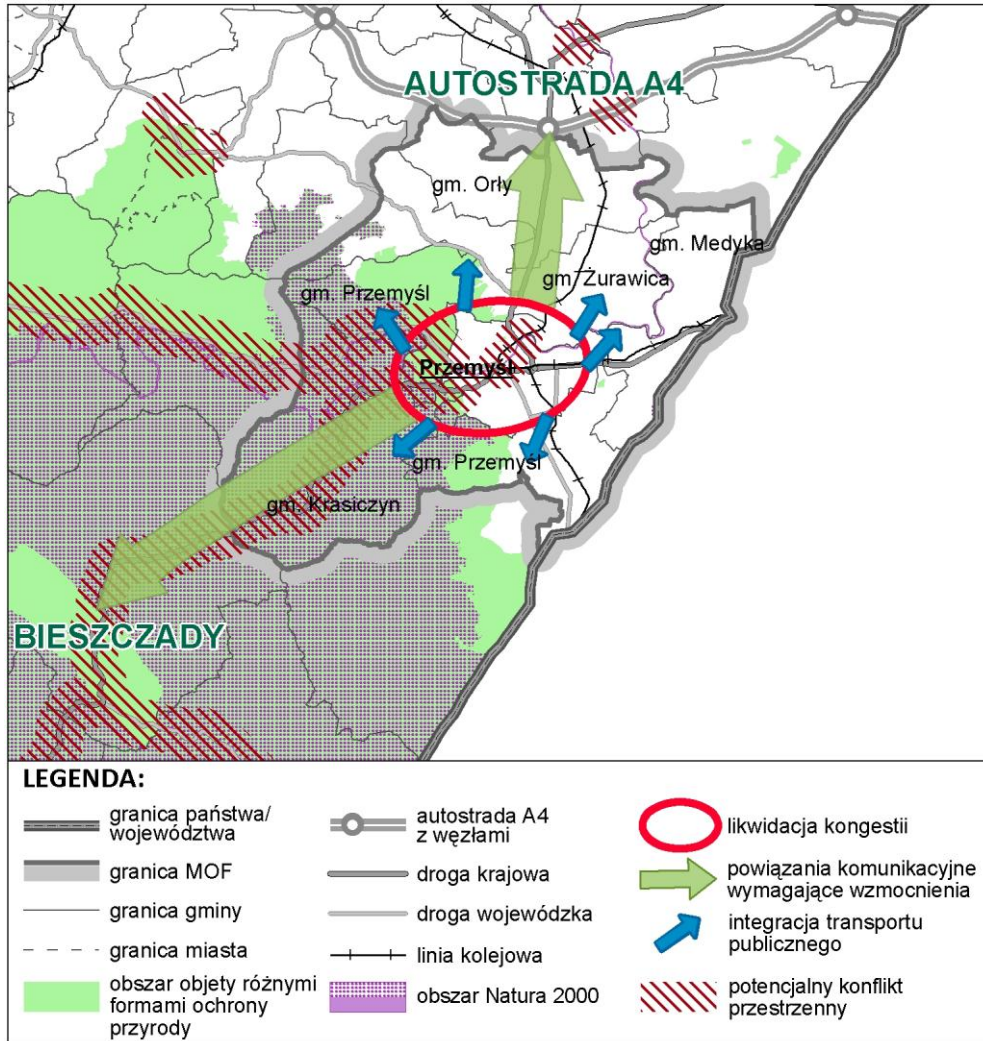 AUTOSTRADA A4
gm. Orły
gm. Medyka
gm. Żurawica
gm. Przemyśl
Przemyśl
gm. Przemyśl
gm. Krasiczyn
BIESZCZADY
LEGENDA:
granica państwa/
województwa
granica MOF
granica gminy
granica miasta
obszar objęty różnymi
formami ochrony
przyrody
autostrada A4
z węzłami
droga krajowa
droga wojewódzka
linia kolejowa
obszar Natura 2000
likwidacja kongestii
powiązania komunikacyjne
wymagające wzmocnienia
integracja transportu
publicznego
potencjalny konflikt
przestrzenny